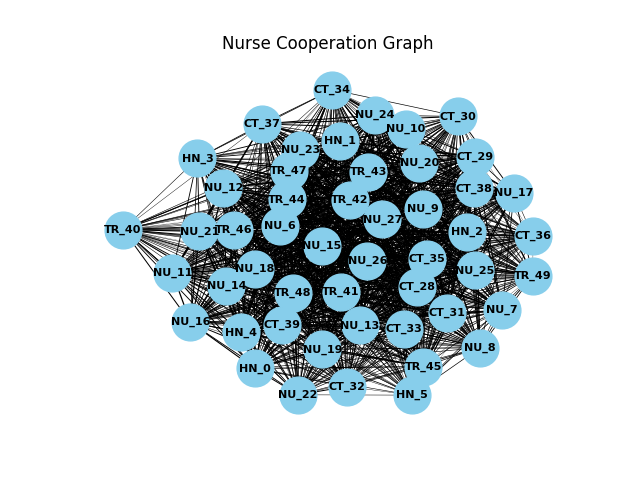 Nurse Cooperation Graph
CT_34
NU_24
CT_30
CT_37
NU_10
HN_1
NU_23
HN_3
CT_29
NU_20
TR_47
TR_43
NU_12
CT_38
NU_17
TR_44
TR_42
NU_9
NU_27
NU_6
TR_40
NU_21
TR_46
HN_2
CT_36
NU_15
CT_35
NU_26
NU_18
NU_25
NU_11
TR_49
NU_14
CT_28
TR_48
TR_41
NU_7
CT_31
NU_16
CT_39
NU_13
CT_33
HN_4
NU_19
NU_8
HN_0
TR_45
CT_32
NU_22
HN_5